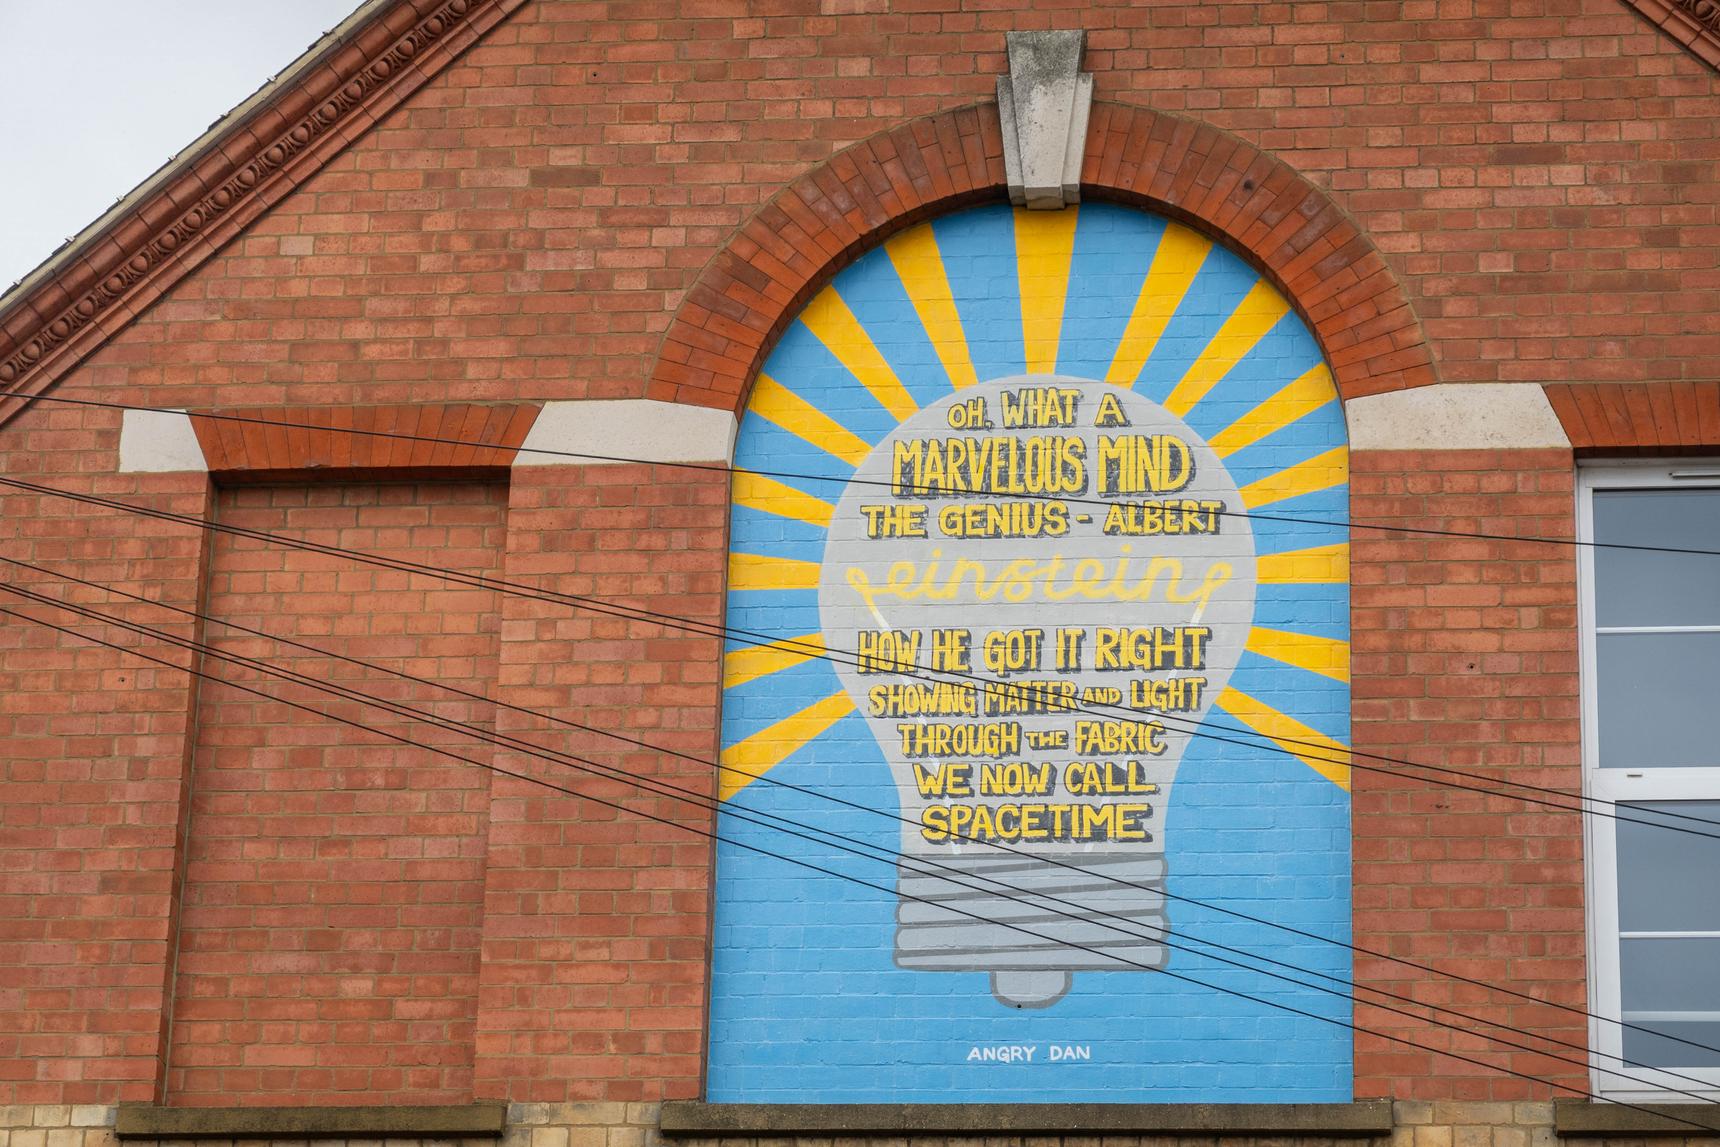 OH, WHAT A
MARVELOUS MIND
THE GENIUS - ALBERT
einstein
HOW HE GOT IT RIGHT
SHOWING MATTER AND LIGHT
THROUGH THE FABRIC
WE NOW CALL
SPACETIME
ANGRY DAN